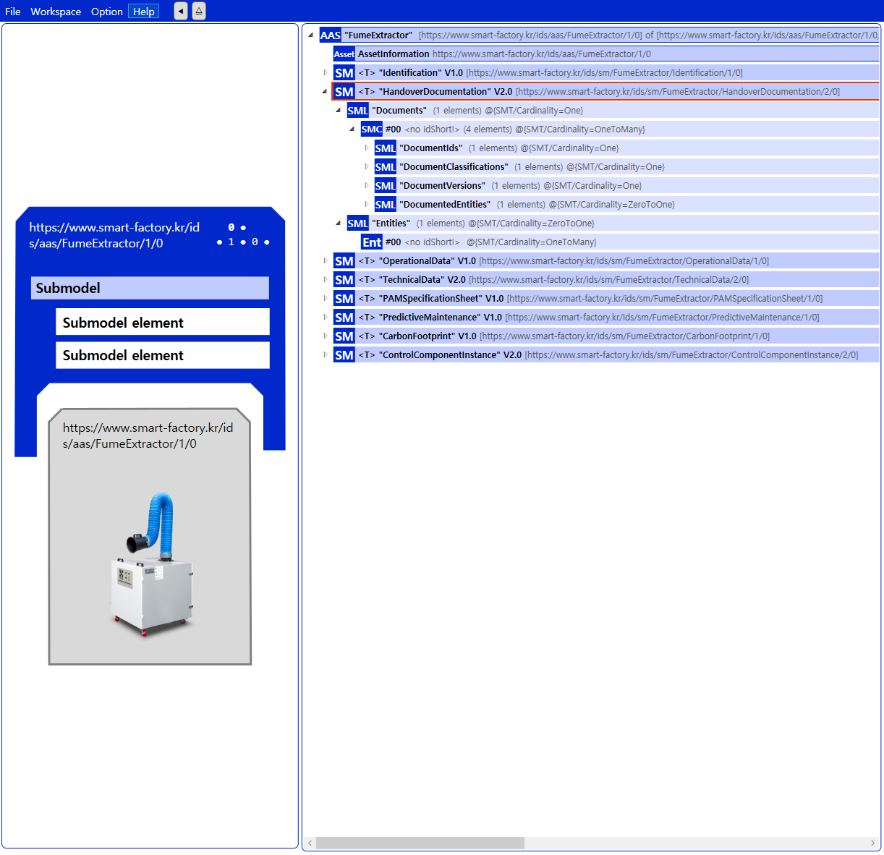 File Workspace Option Help
https://www.smart-factory.kr/id
s/aas/FumeExtractor/1/0
0
1 0
Submodel
Submodel element
Submodel element
https://www.smart-factory.kr/id
s/aas/FumeExtractor/1/0
AAS "FumeExtractor" [https://www.smart-factory.kr/ids/aas/FumeExtractor/1/0] of [https://www.smart-factory.kr/ids/aas/FumeExtractor/1/0,
Asset AssetInformation https://www.smart-factory.kr/ids/aas/FumeExtractor/1/0
SM <T> "Identification" V1.0 [https://www.smart-factory.kr/ids/sm/FumeExtractor/Identification/1/0]
SM <T> "HandoverDocumentation" V2.0 [https://www.smart-factory.kr/ids/sm/FumeExtractor/HandoverDocumentation/2/0]
SML "Documents" (1 elements) @{SMT/Cardinality=One}
SMC #00 <no idShort!> (4 elements) @{SMT/Cardinality=OneToMany}
SML "DocumentIds" (1 elements) @{SMT/Cardinality=One}
SML "DocumentClassifications" (1 elements) @{SMT/Cardinality=One}
SML "DocumentVersions" (1 elements) @{SMT/Cardinality=One}
SML "DocumentedEntities" (1 elements) @{SMT/Cardinality=ZeroToOne}
SML "Entities" (1 elements) @{SMT/Cardinality=ZeroToOne}
Ent #00 <no idShort!> @{SMT/Cardinality=OneToMany}
SM <T> "OperationalData" V1.0 [https://www.smart-factory.kr/ids/sm/FumeExtractor/OperationalData/1/0]
SM <T> "TechnicalData" V2.0 [https://www.smart-factory.kr/ids/sm/FumeExtractor/TechnicalData/2/0]
SM <T> "PAMSpecificationSheet" V1.0 [https://www.smart-factory.kr/ids/sm/FumeExtractor/PAMSpecificationSheet/1/0]
SM <T> "PredictiveMaintenance" V1.0 [https://www.smart-factory.kr/ids/sm/FumeExtractor/PredictiveMaintenance/1/0]
SM <T> "CarbonFootprint" V1.0 [https://www.smart-factory.kr/ids/sm/FumeExtractor/CarbonFootprint/1/0]
SM <T> "ControlComponentInstance" V2.0 [https://www.smart-factory.kr/ids/sm/FumeExtractor/ControlComponentInstance/2/0]